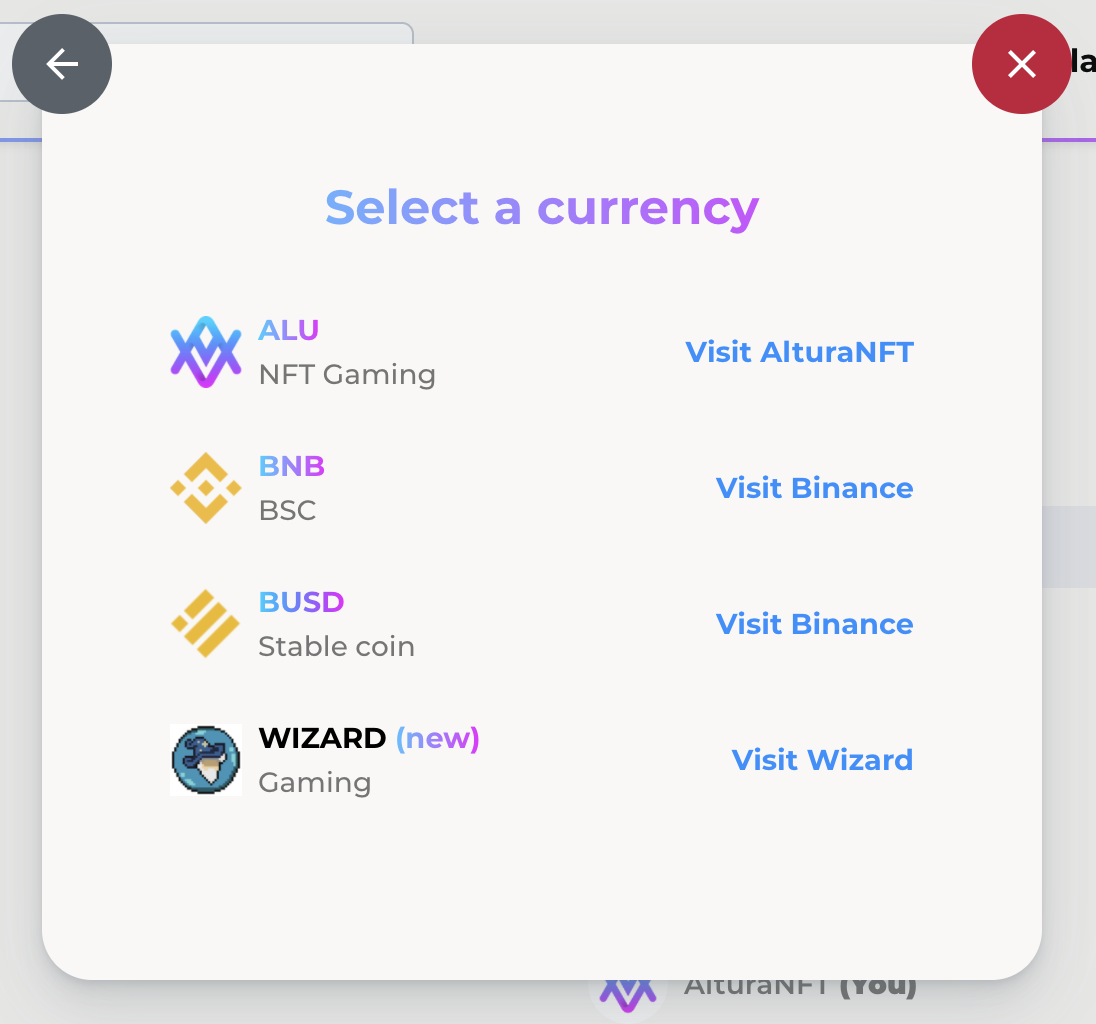 Select a currency
ALU
NFT Gaming
Visit AlturaNFT
BNB
BSC
Visit Binance
BUSD
Stable coin
Visit Binance
WIZARD (new)
Gaming
Visit Wizard
AlturaNFT (You)